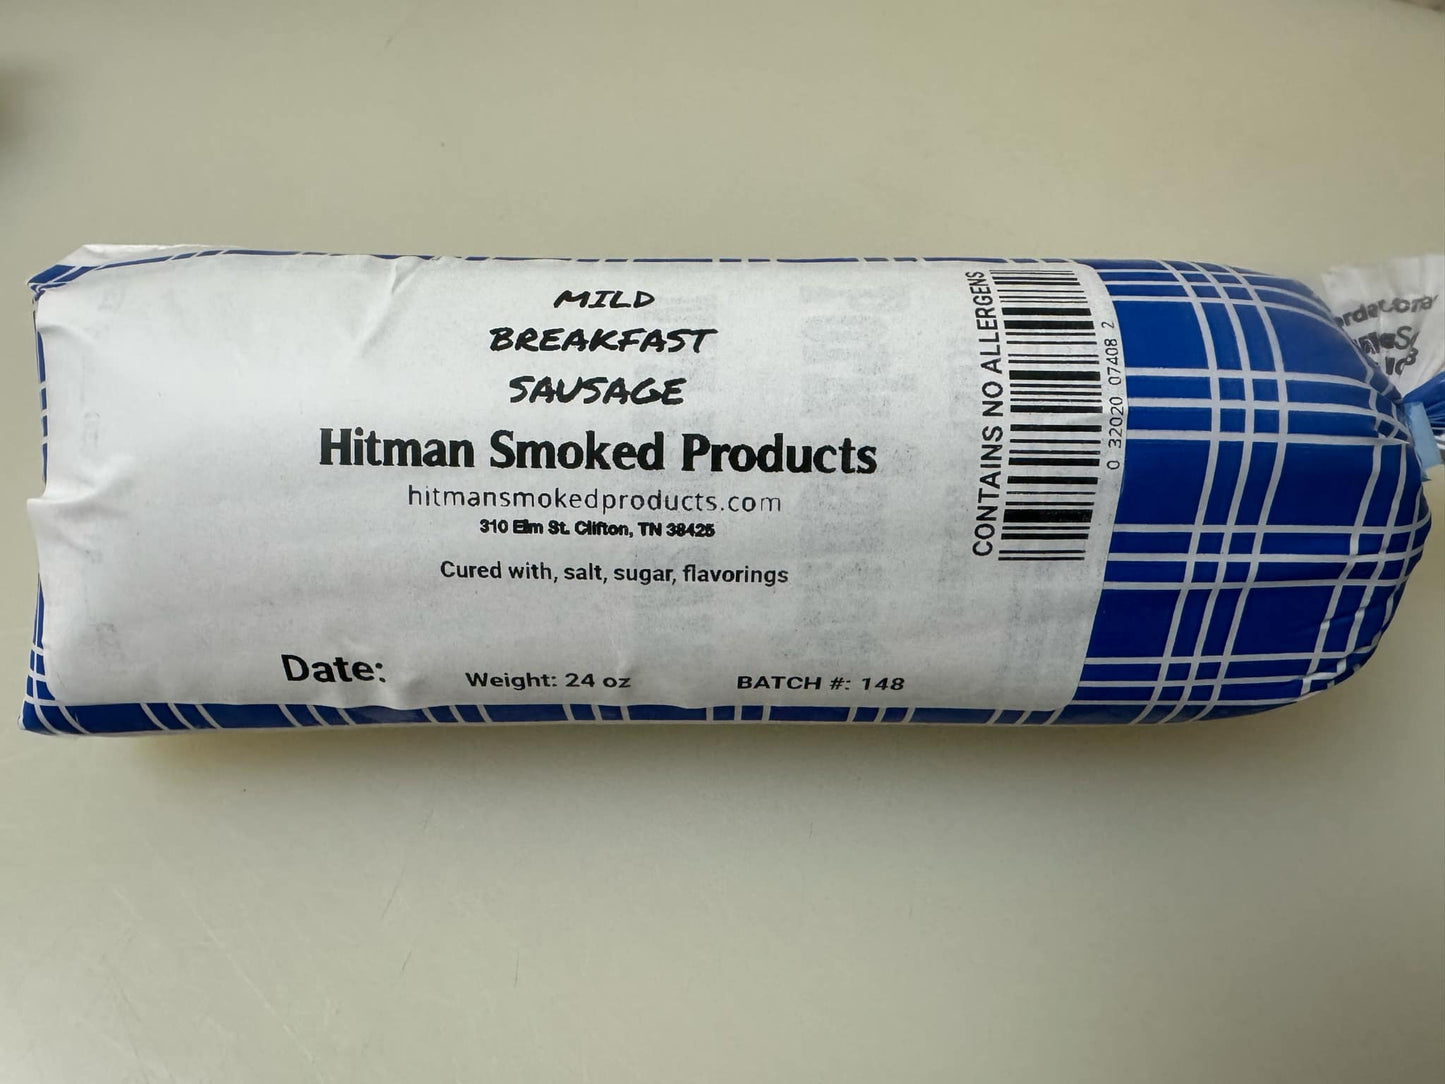 MILD
BREAKFAST
SAUSAGE
Hitman Smoked Products
hitmansmokedproducts.com
310 Elm St. Clifton, TN 38425
Cured with, salt, sugar, flavorings
Date:
Weight: 24 oz
BATCH #: 148
CONTAINS NO ALLERGENS
0 32020 07408 2